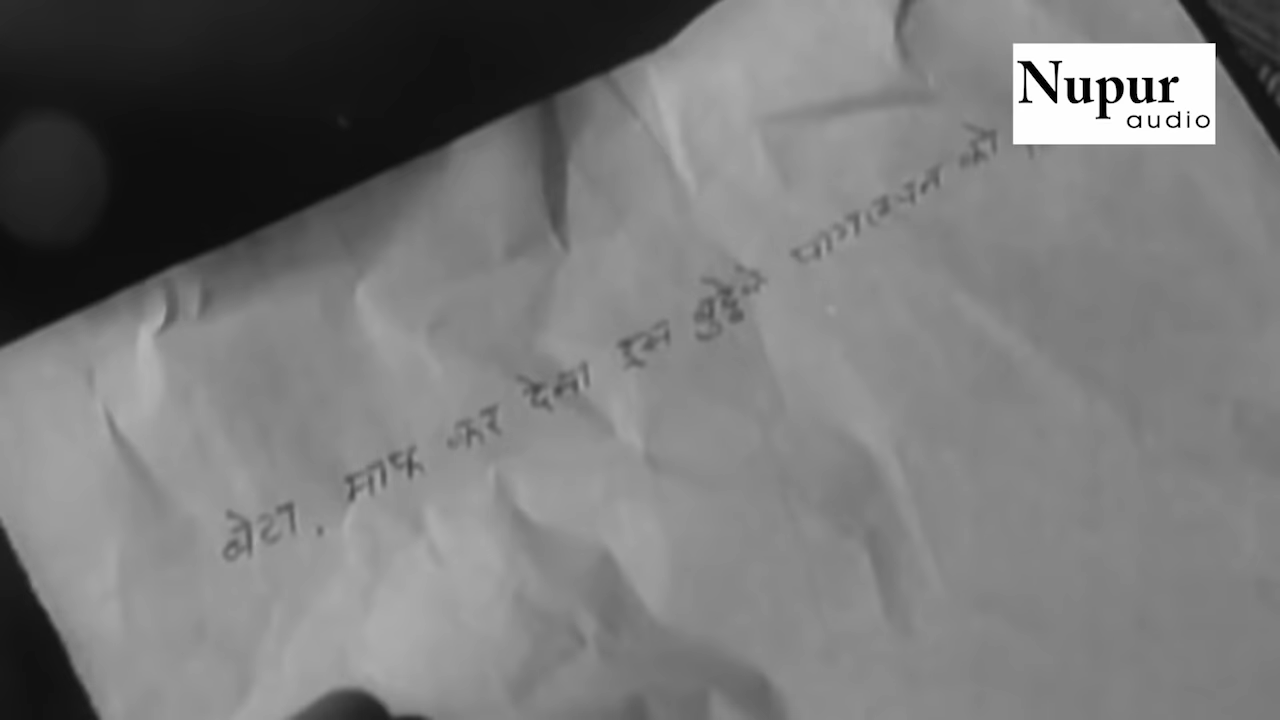 Nupur
audio
बेटा, माफ कर देना इस बुड्ढे पागलपन को